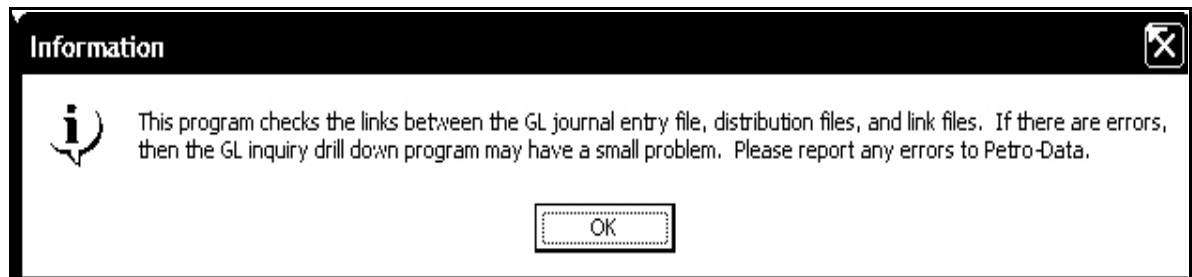 Information
This program checks the links between the GL journal entry file, distribution files, and link files.  If there are errors,
then the GL inquiry drill down program may have a small problem.  Please report any errors to Petro-Data.
OK